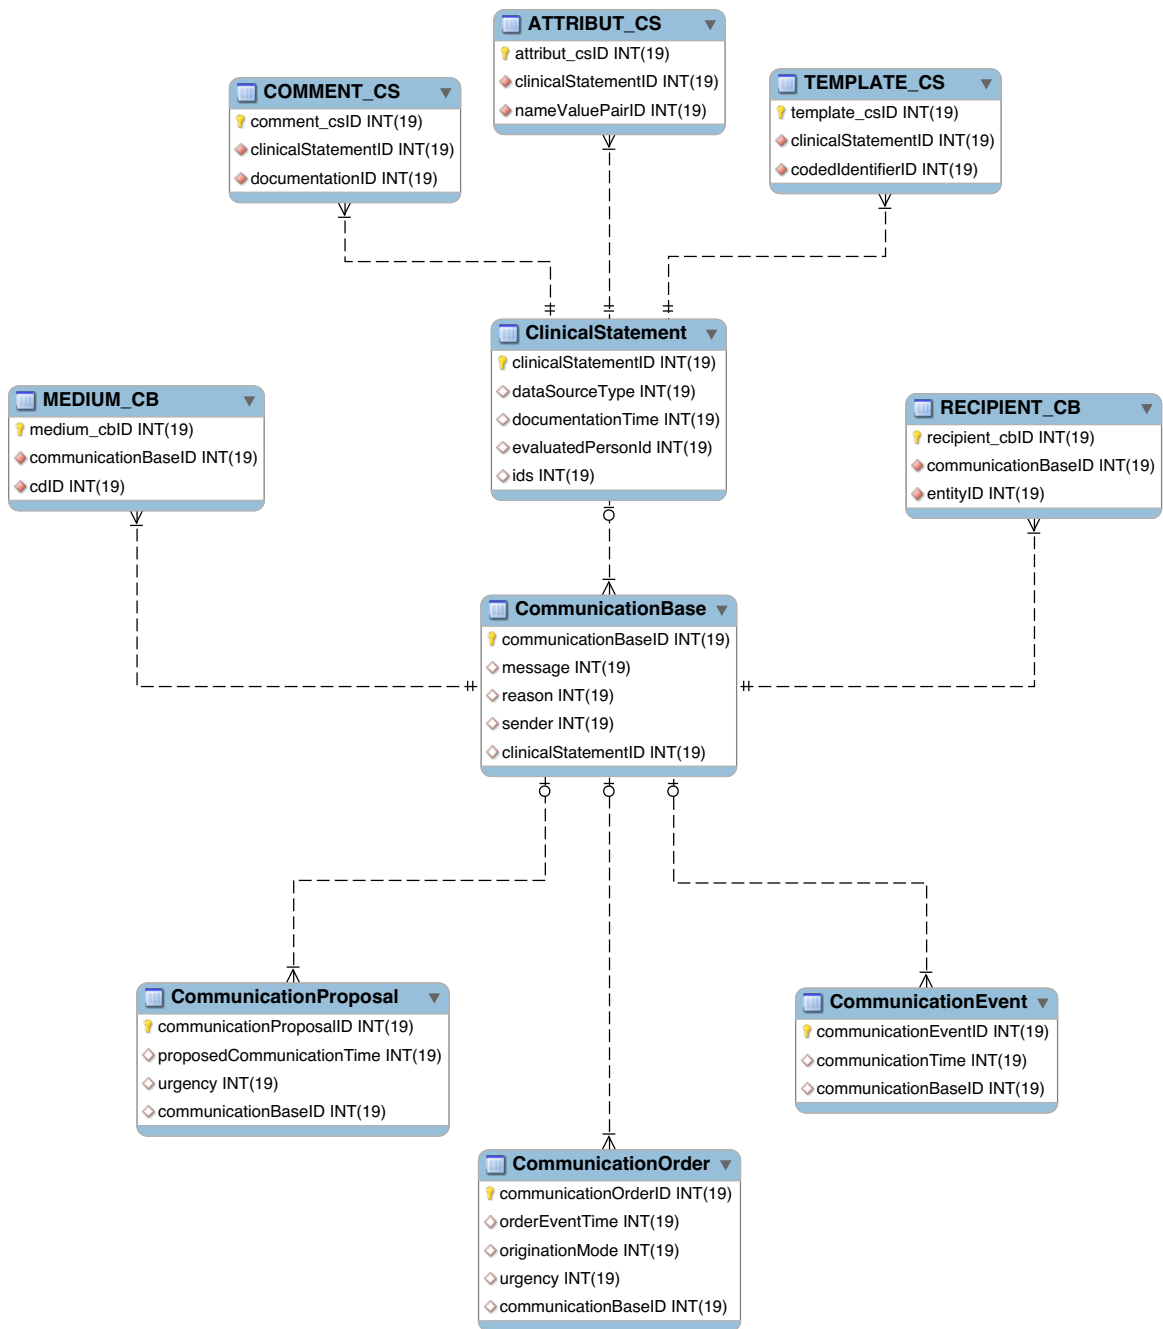 ATTRIBUT_CS
attribut_csID INT(19)
clinicalStatementID INT(19)
nameValuePairID INT(19)
COMMENT_CS
comment_csID INT(19)
clinicalStatementID INT(19)
documentationID INT(19)
TEMPLATE_CS
template_csID INT(19)
clinicalStatementID INT(19)
codedIdentifierID INT(19)
ClinicalStatement
clinicalStatementID INT(19)
dataSourceType INT(19)
documentationTime INT(19)
evaluatedPersonId INT(19)
ids INT(19)
MEDIUM_CB
medium_cbID INT(19)
communicationBaseID INT(19)
cdID INT(19)
RECIPIENT_CB
recipient_cbID INT(19)
communicationBaseID INT(19)
entityID INT(19)
CommunicationBase
communicationBaseID INT(19)
message INT(19)
reason INT(19)
sender INT(19)
clinicalStatementID INT(19)
CommunicationProposal
communicationProposalID INT(19)
proposedCommunicationTime INT(19)
urgency INT(19)
communicationBaseID INT(19)
CommunicationEvent
communicationEventID INT(19)
communicationTime INT(19)
communicationBaseID INT(19)
CommunicationOrder
communicationOrderID INT(19)
orderEventTime INT(19)
originationMode INT(19)
urgency INT(19)
communicationBaseID INT(19)